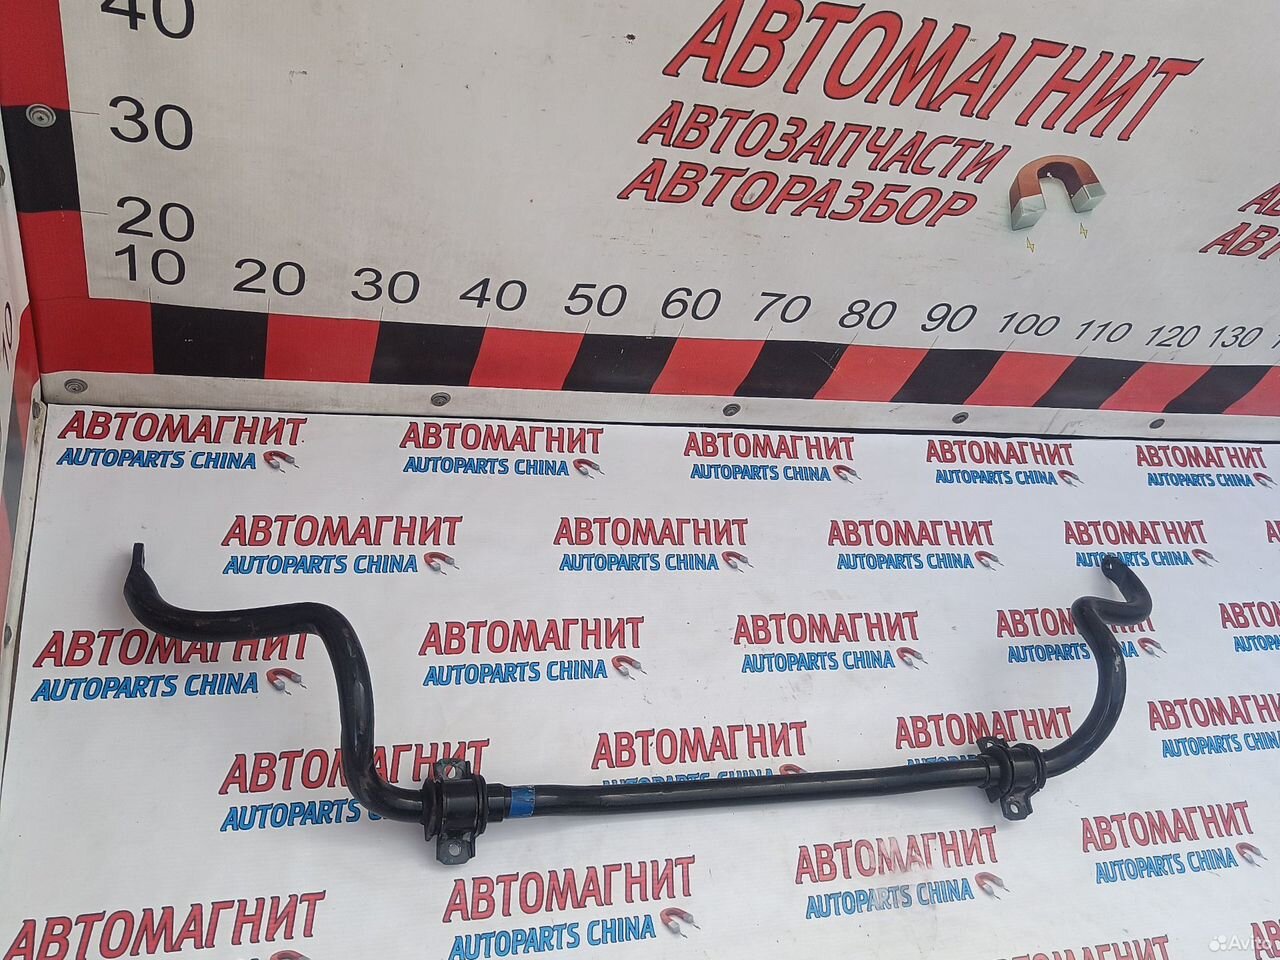 40
30
20
10 20 30 40 50 60 70 80 90 100 110 120 130
АВТОМАГНИТ
АВТОЗАПЧАСТИ
АВТОРАЗБОР
АВТОМАГНИТ АВТОМАГНИТ АВТОМАГНИТ АВТОМАГНИТ АВТОМАГНИТ
AUTOPARTS CHINA AUTOPARTS CHINA AUTOPARTS CHINA AUTOPARTS CHINA AUTOPARTS CHINA
АВТОМАГНИТ АВТОМАГНИТ АВТОМАГНИТ АВТОМАГНИТ
AUTOPARTS CHINA AUTOPARTS CHINA AUTOPARTS CHINA AUTOPARTS CHINA
АВТОМАГНИТ АВТОМАГНИТ АВТОМАГНИТ АВТОМАГНИТ
AUTOPARTS CHINA AUTOPARTS CHINA AUTOPARTS CHINA AUTOPARTS
АВТОМАГНИТ АВТОМАГНИТ АВТОМАГНИТ
AUTOPARTS AUTOPARTS CHINA AUTOPARTS CHINA
АВТОМАГНИТ АВТОМАГНИТ АВТОМАГНИТ АВТОМАГНИТ
AUTOPARTS CHINA AUTOPARTS CHINA AUTOPARTS CHINA
Avito